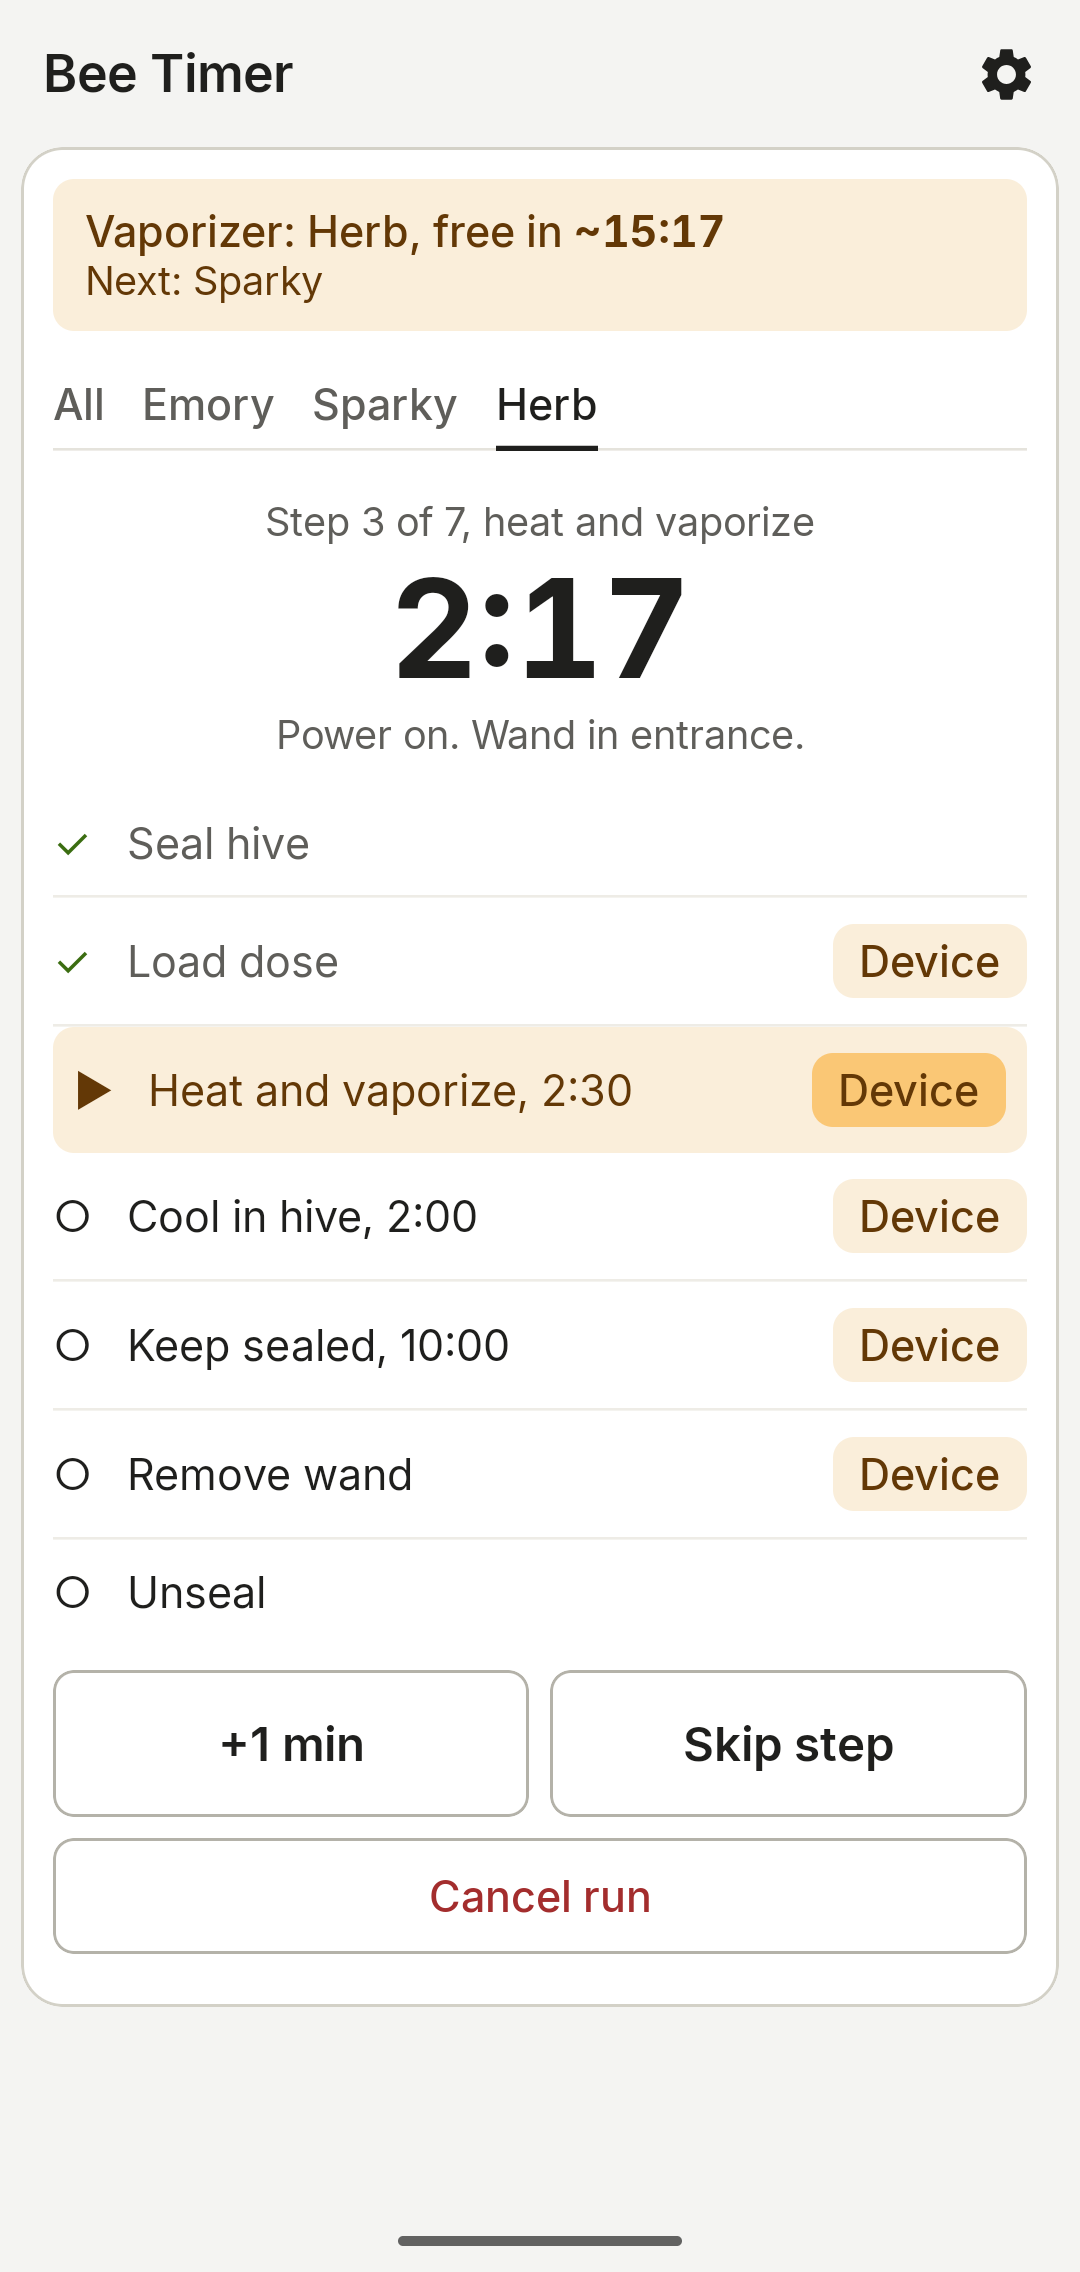 Bee Timer
Vaporizer: Herb, free in ~15:17
Next: Sparky
All Emory Sparky Herb
Step 3 of 7, heat and vaporize
2:17
Power on. Wand in entrance.
Seal hive
Load dose Device
Heat and vaporize, 2:30 Device
Cool in hive, 2:00 Device
Keep sealed, 10:00 Device
Remove wand Device
Unseal
+1 min Skip step
Cancel run